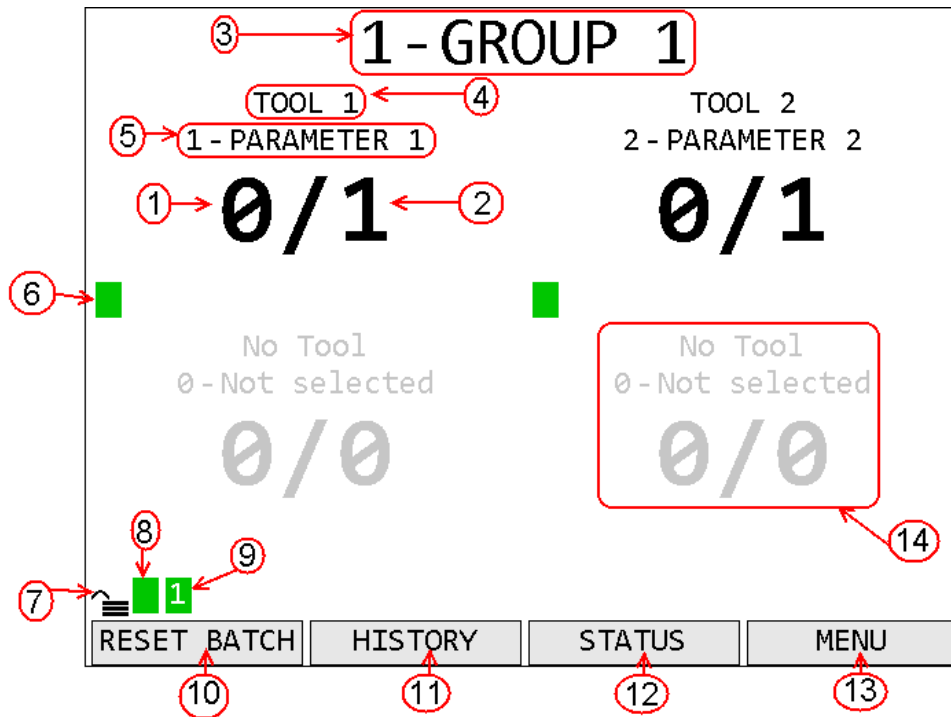 3 1-GROUP 1
TOOL 1 4 TOOL 2
5 1-PARAMETER 1 2-PARAMETER 2
1 0/1 2 0/1
6
No Tool No Tool
0-Not selected 0-Not selected
0/0 0/0
8 9 14
7 1
RESET BATCH HISTORY STATUS MENU
10 11 12 13